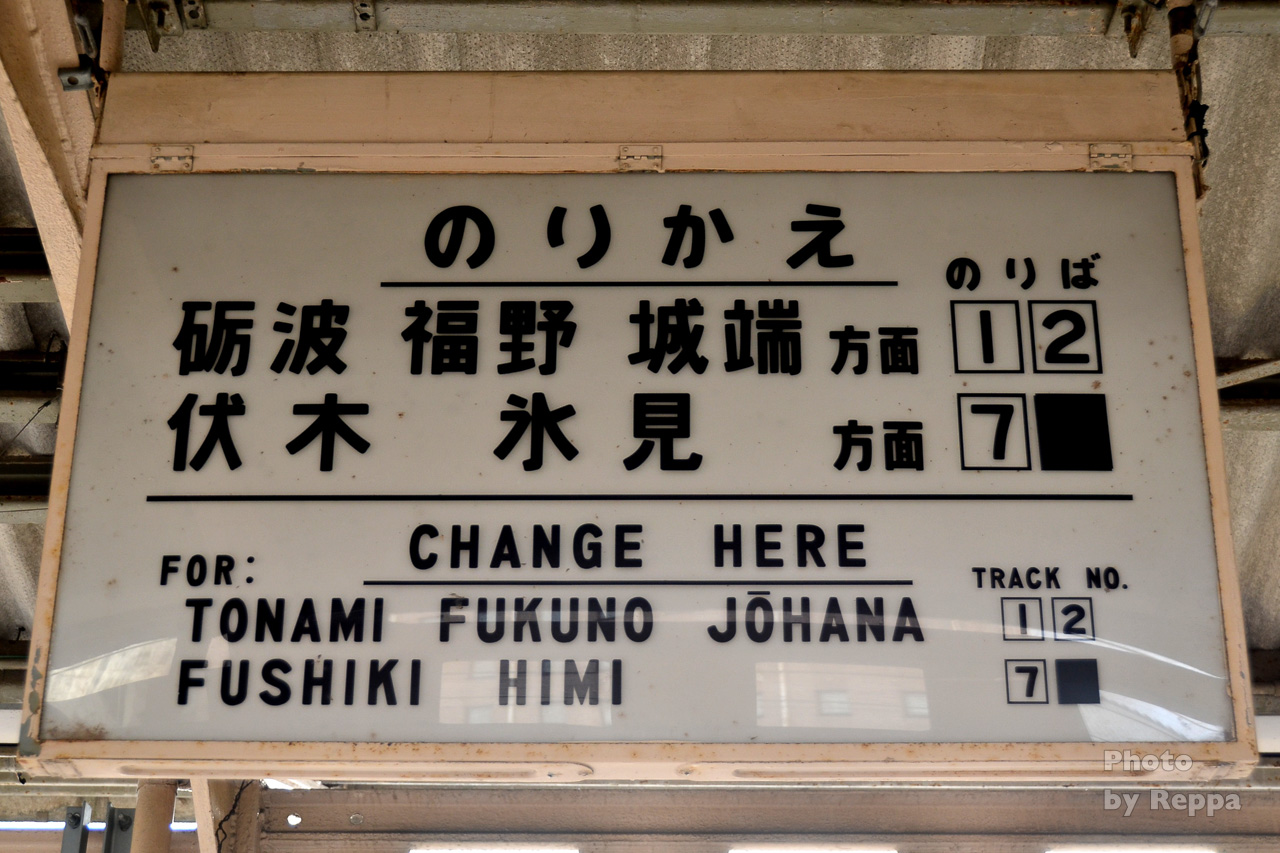 のりかえ
のりば
砺波 福野 城端 方面 1 2
伏木 氷見 方面 7
CHANGE HERE
FOR: TRACK NO.
TONAMI FUKUNO JŌHANA 1 2
FUSHIKI HIMI 7
Photo
by Reppa